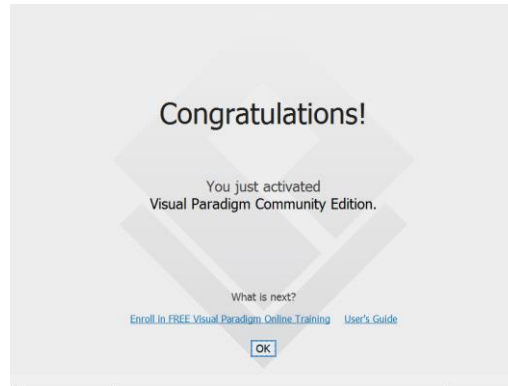 Congratulations!
You just activated
Visual Paradigm Community Edition.
What is next?
Enroll in FREE Visual Paradigm Online Training User's Guide
OK